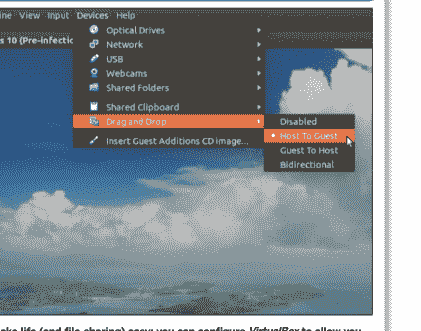 ine View Input Devices Help
s 10 (Pre-infectic
Optical Drives
Network
USB
Webcams
Shared Folders
Shared Clipboard
Drag and Drop
Insert Guest Additions CD image...
Disabled
Host To Guest
Guest To Host
Bidirectional
ake life (and file-sharing) easy: you can configure VirtualBox to allow you